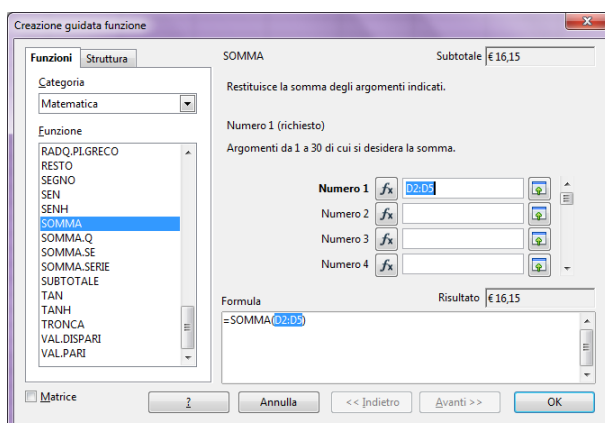 Creazione guidata funzione
x
Funzioni Struttura
Categoria
Matematica
Funzione
RADQ.PI.GRECO
RESTO
SEGNO
SEN
SENH
SOMMA
SOMMA.Q
SOMMA.SE
SOMMA.SERIE
SUBTOTALE
TAN
TANH
TRONCA
VAL.DISPARI
VAL.PARI
SOMMA Subtotale € 16,15
Restituisce la somma degli argomenti indicati.
Numero 1 (richiesto)
Argomenti da 1 a 30 di cui si desidera la somma.
Numero 1 fx D2:D5
Numero 2 fx
Numero 3 fx
Numero 4 fx
Formula Risultato € 16,15
=SOMMA(D2:D5)
Matrice ? Annulla << Indietro Avanti >> OK